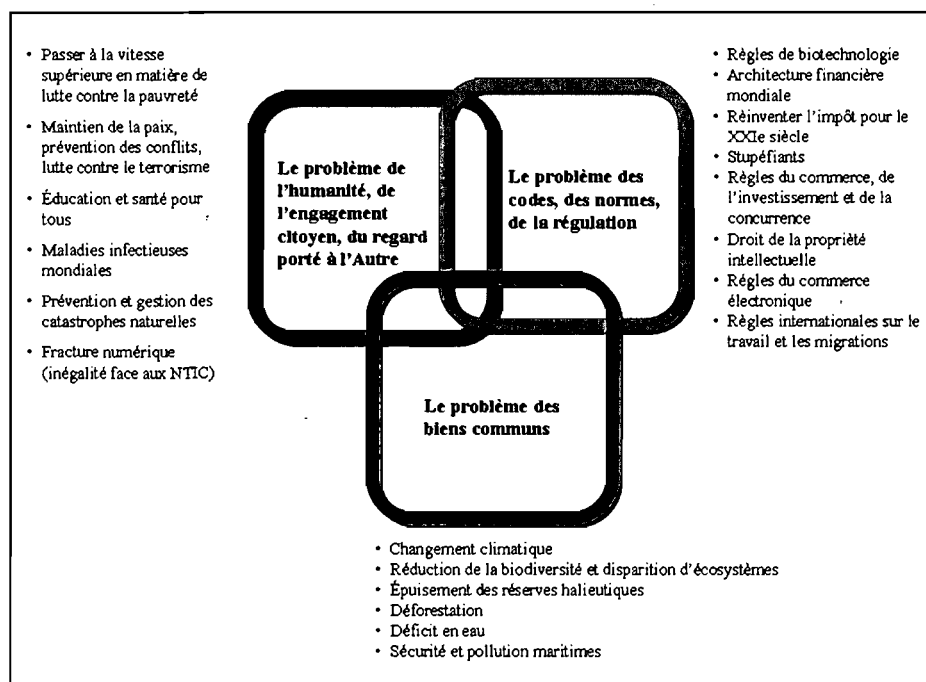 • Passer à la vitesse
supérieure en matière de
lutte contre la pauvreté
• Maintien de la paix,
prévention des conflits,
lutte contre le terrorisme
• Éducation et santé pour
tous
• Maladies infectieuses
mondiales
• Prévention et gestion des
catastrophes naturelles
• Fracture numérique
(inégalité face aux NTIC)
Le problème de
l'humanité, de
l'engagement
citoyen, du regard
porté à l'Autre
Le problème des
codes, des normes,
de la régulation
• Règles de biotechnologie
• Architecture financière
mondiale
• Réinventer l'impôt pour le
XXIe siècle
• Stupéfiants
• Règles du commerce, de
l'investissement et de la
concurrence
• Droit de la propriété
intellectuelle
• Régles du commerce
électronique
• Règles internationales sur le
travail et les migrations
Le problème des
biens communs
• Changement climatique
• Réduction de la biodiversité et disparition d'écosystèmes
• Épuisement des réserves halieutiques
• Déforestation
• Déficit en eau
• Sécurité et pollution maritimes